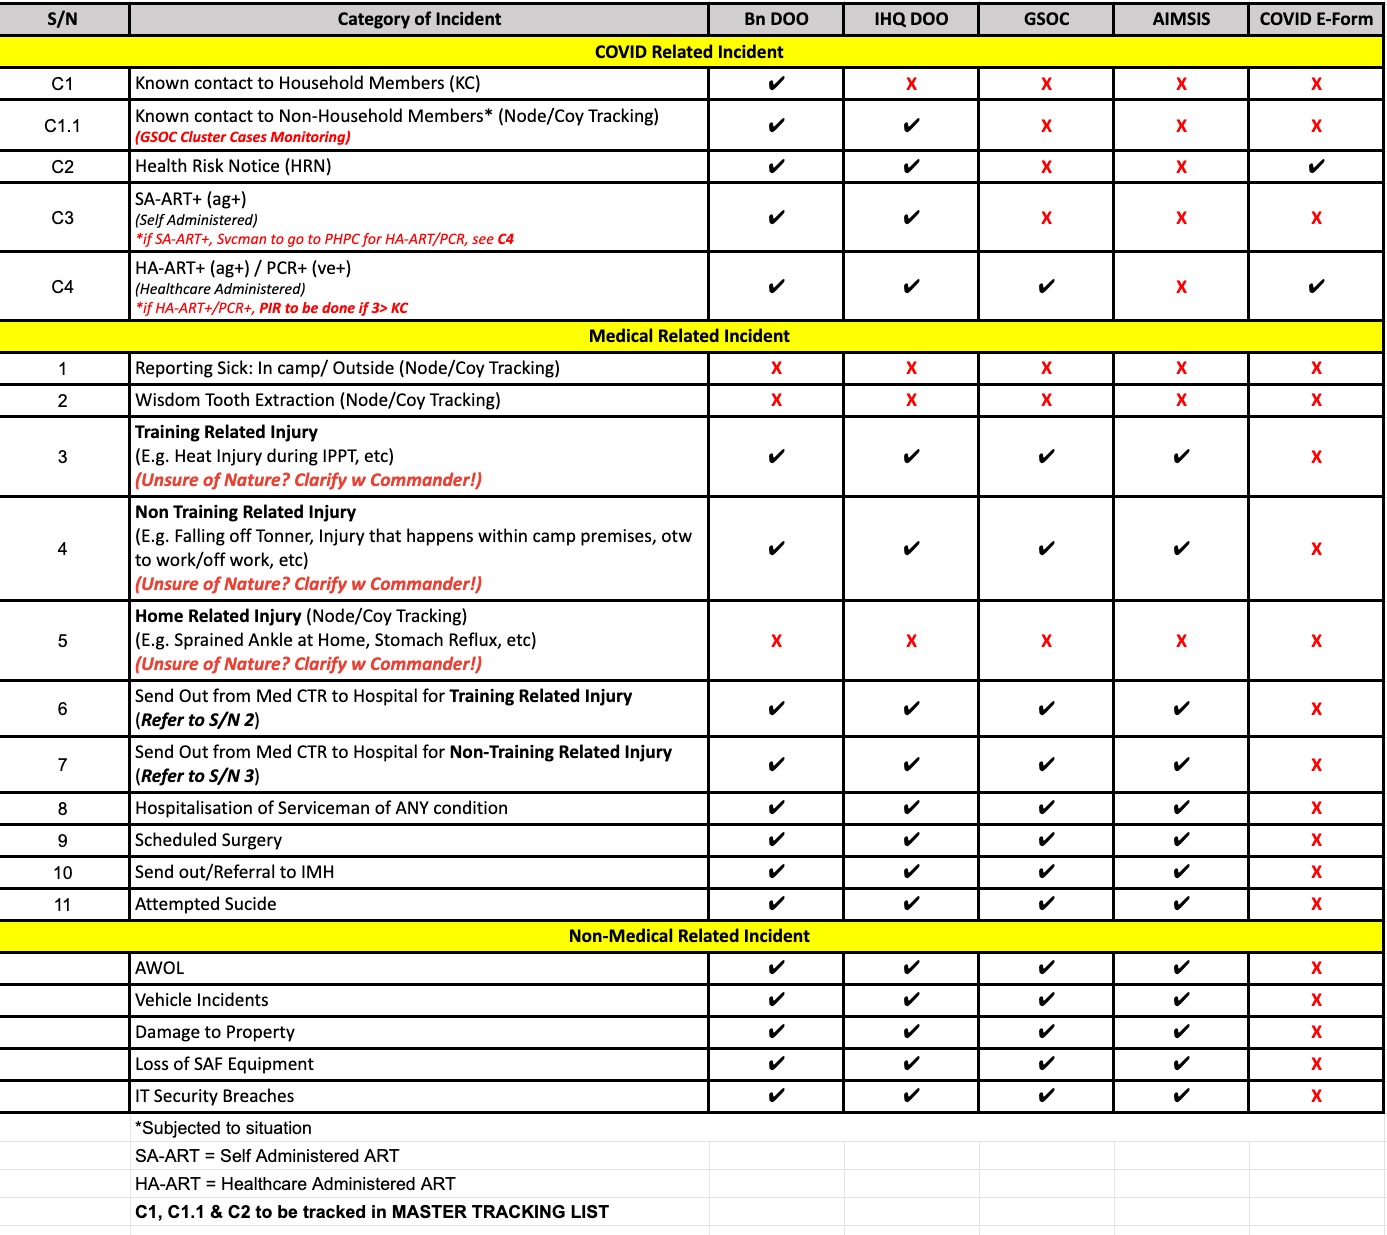 S/N Category of Incident Bn DOO IHQ DOO GSOC AIMSIS COVID E-Form
COVID Related Incident
C1 Known contact to Household Members (KC) ✔ X X X X
C1.1 Known contact to Non-Household Members* (Node/Coy Tracking) ✔ ✔ X X X
(GSOC Cluster Cases Monitoring)
C2 Health Risk Notice (HRN) ✔ ✔ X X ✔
C3 SA-ART+ (ag+) ✔ ✔ X X X
(Self Administered)
*if SA-ART+, Svcman to go to PHPC for HA-ART/PCR, see C4
C4 HA-ART+ (ag+) / PCR+ (ve+) ✔ ✔ ✔ X ✔
(Healthcare Administered)
*if HA-ART+/PCR+, PIR to be done if 3> KC
Medical Related Incident
1 Reporting Sick: In camp/ Outside (Node/Coy Tracking) X X X X X
2 Wisdom Tooth Extraction (Node/Coy Tracking) X X X X X
3 Training Related Injury ✔ ✔ ✔ ✔ X
(E.g. Heat Injury during IPPT, etc)
(Unsure of Nature? Clarify w Commander!)
4 Non Training Related Injury ✔ ✔ ✔ ✔ X
(E.g. Falling off Tonner, Injury that happens within camp premises, otw
to work/off work, etc)
(Unsure of Nature? Clarify w Commander!)
5 Home Related Injury (Node/Coy Tracking) X X X X X
(E.g. Sprained Ankle at Home, Stomach Reflux, etc)
(Unsure of Nature? Clarify w Commander!)
6 Send Out from Med CTR to Hospital for Training Related Injury ✔ ✔ ✔ ✔ X
(Refer to S/N 2)
7 Send Out from Med CTR to Hospital for Non-Training Related Injury ✔ ✔ ✔ ✔ X
(Refer to S/N 3)
8 Hospitalisation of Serviceman of ANY condition ✔ ✔ ✔ ✔ X
9 Scheduled Surgery ✔ ✔ ✔ ✔ X
10 Send out/Referral to IMH ✔ ✔ ✔ ✔ X
11 Attempted Sucide ✔ ✔ ✔ ✔ X
Non-Medical Related Incident
AWOL ✔ ✔ ✔ ✔ X
Vehicle Incidents ✔ ✔ ✔ ✔ X
Damage to Property ✔ ✔ ✔ ✔ X
Loss of SAF Equipment ✔ ✔ ✔ ✔ X
IT Security Breaches ✔ ✔ ✔ ✔ X
*Subjected to situation
SA-ART = Self Administered ART
HA-ART = Healthcare Administered ART
C1, C1.1 & C2 to be tracked in MASTER TRACKING LIST